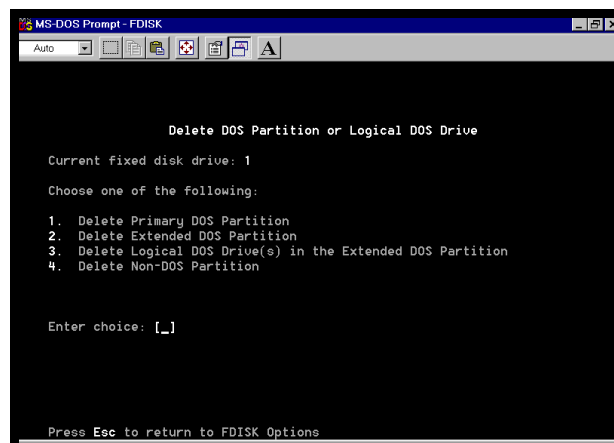 MS-DOS Prompt - FDISK
Auto
A
Delete DOS Partition or Logical DOS Drive
Current fixed disk drive: 1
Choose one of the following:
1. Delete Primary DOS Partition
2. Delete Extended DOS Partition
3. Delete Logical DOS Drive(s) in the Extended DOS Partition
4. Delete Non-DOS Partition
Enter choice: [_]
Press Esc to return to FDISK Options